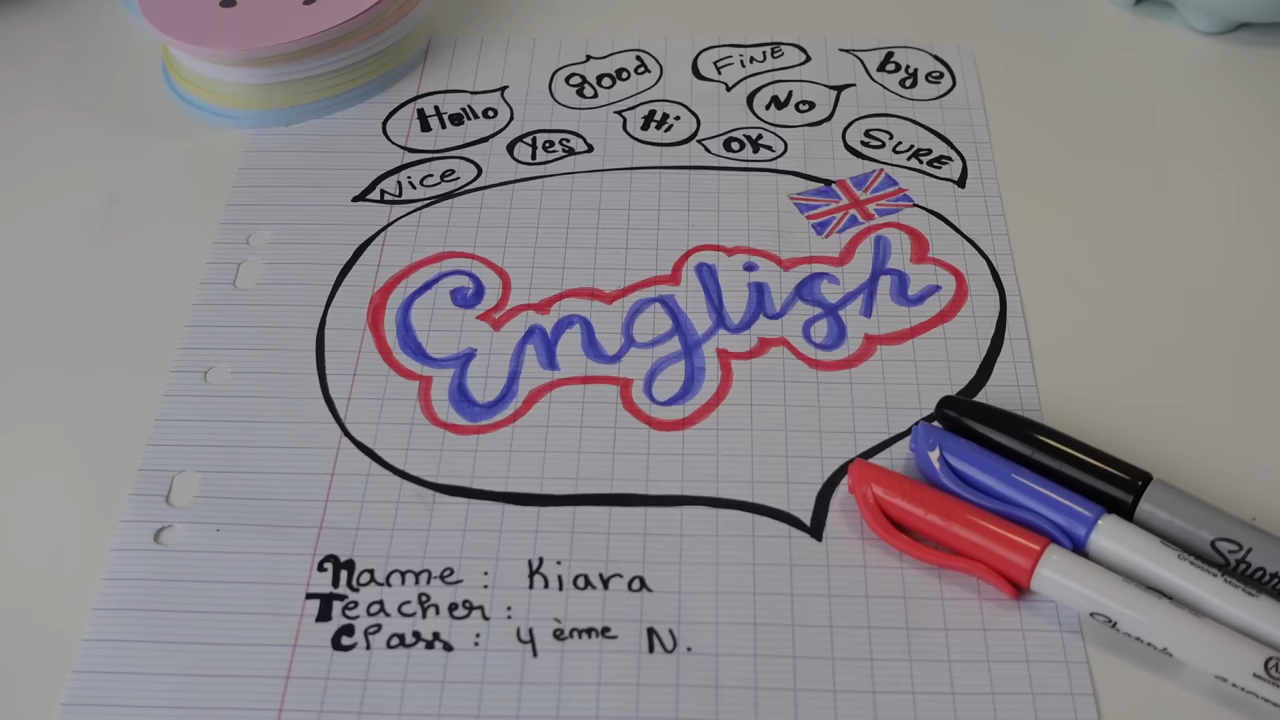 Hello
good
FiNE
bye
Nice
Yes
Hi
OK
No
SURE
English
Name : Kiara
Teacher :
Class : 4 ème N.